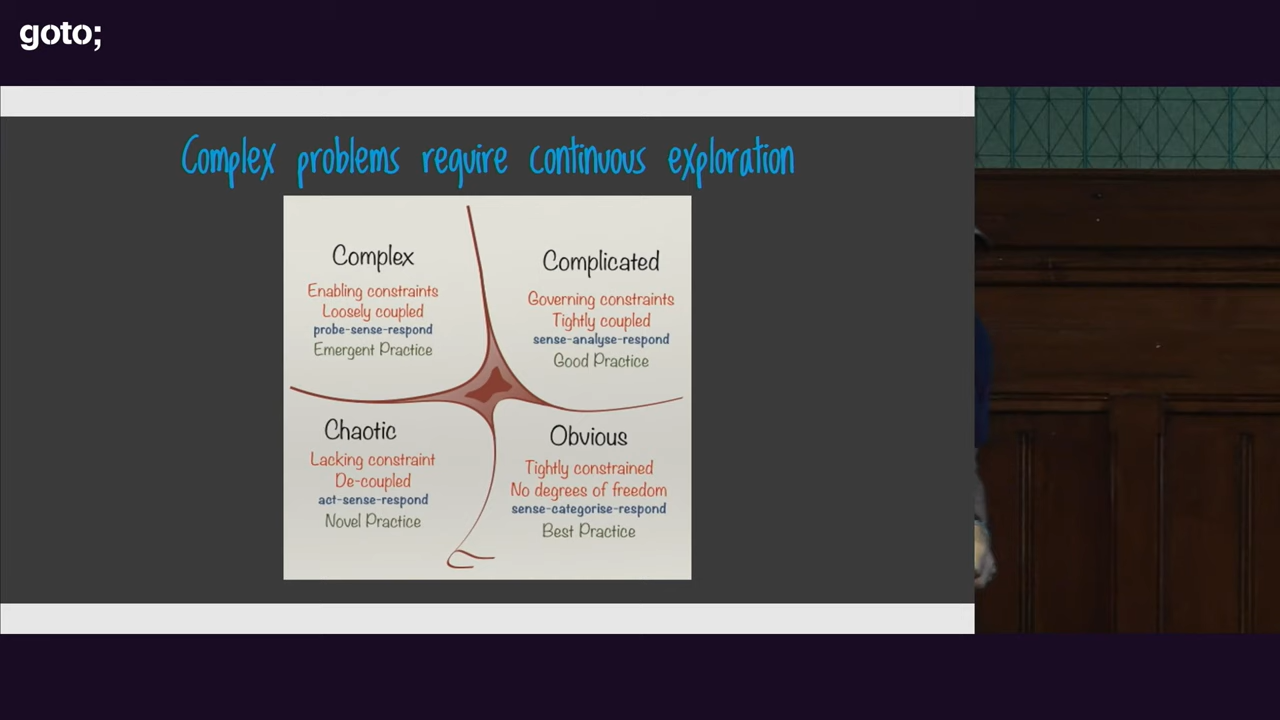 goto;
Complex problems require continuous exploration
Complex
Enabling constraints
Loosely coupled
probe-sense-respond
Emergent Practice
Complicated
Governing constraints
Tightly coupled
sense-analyse-respond
Good Practice
Chaotic
Lacking constraint
De-coupled
act-sense-respond
Novel Practice
Obvious
Tightly constrained
No degrees of freedom
sense-categorise-respond
Best Practice